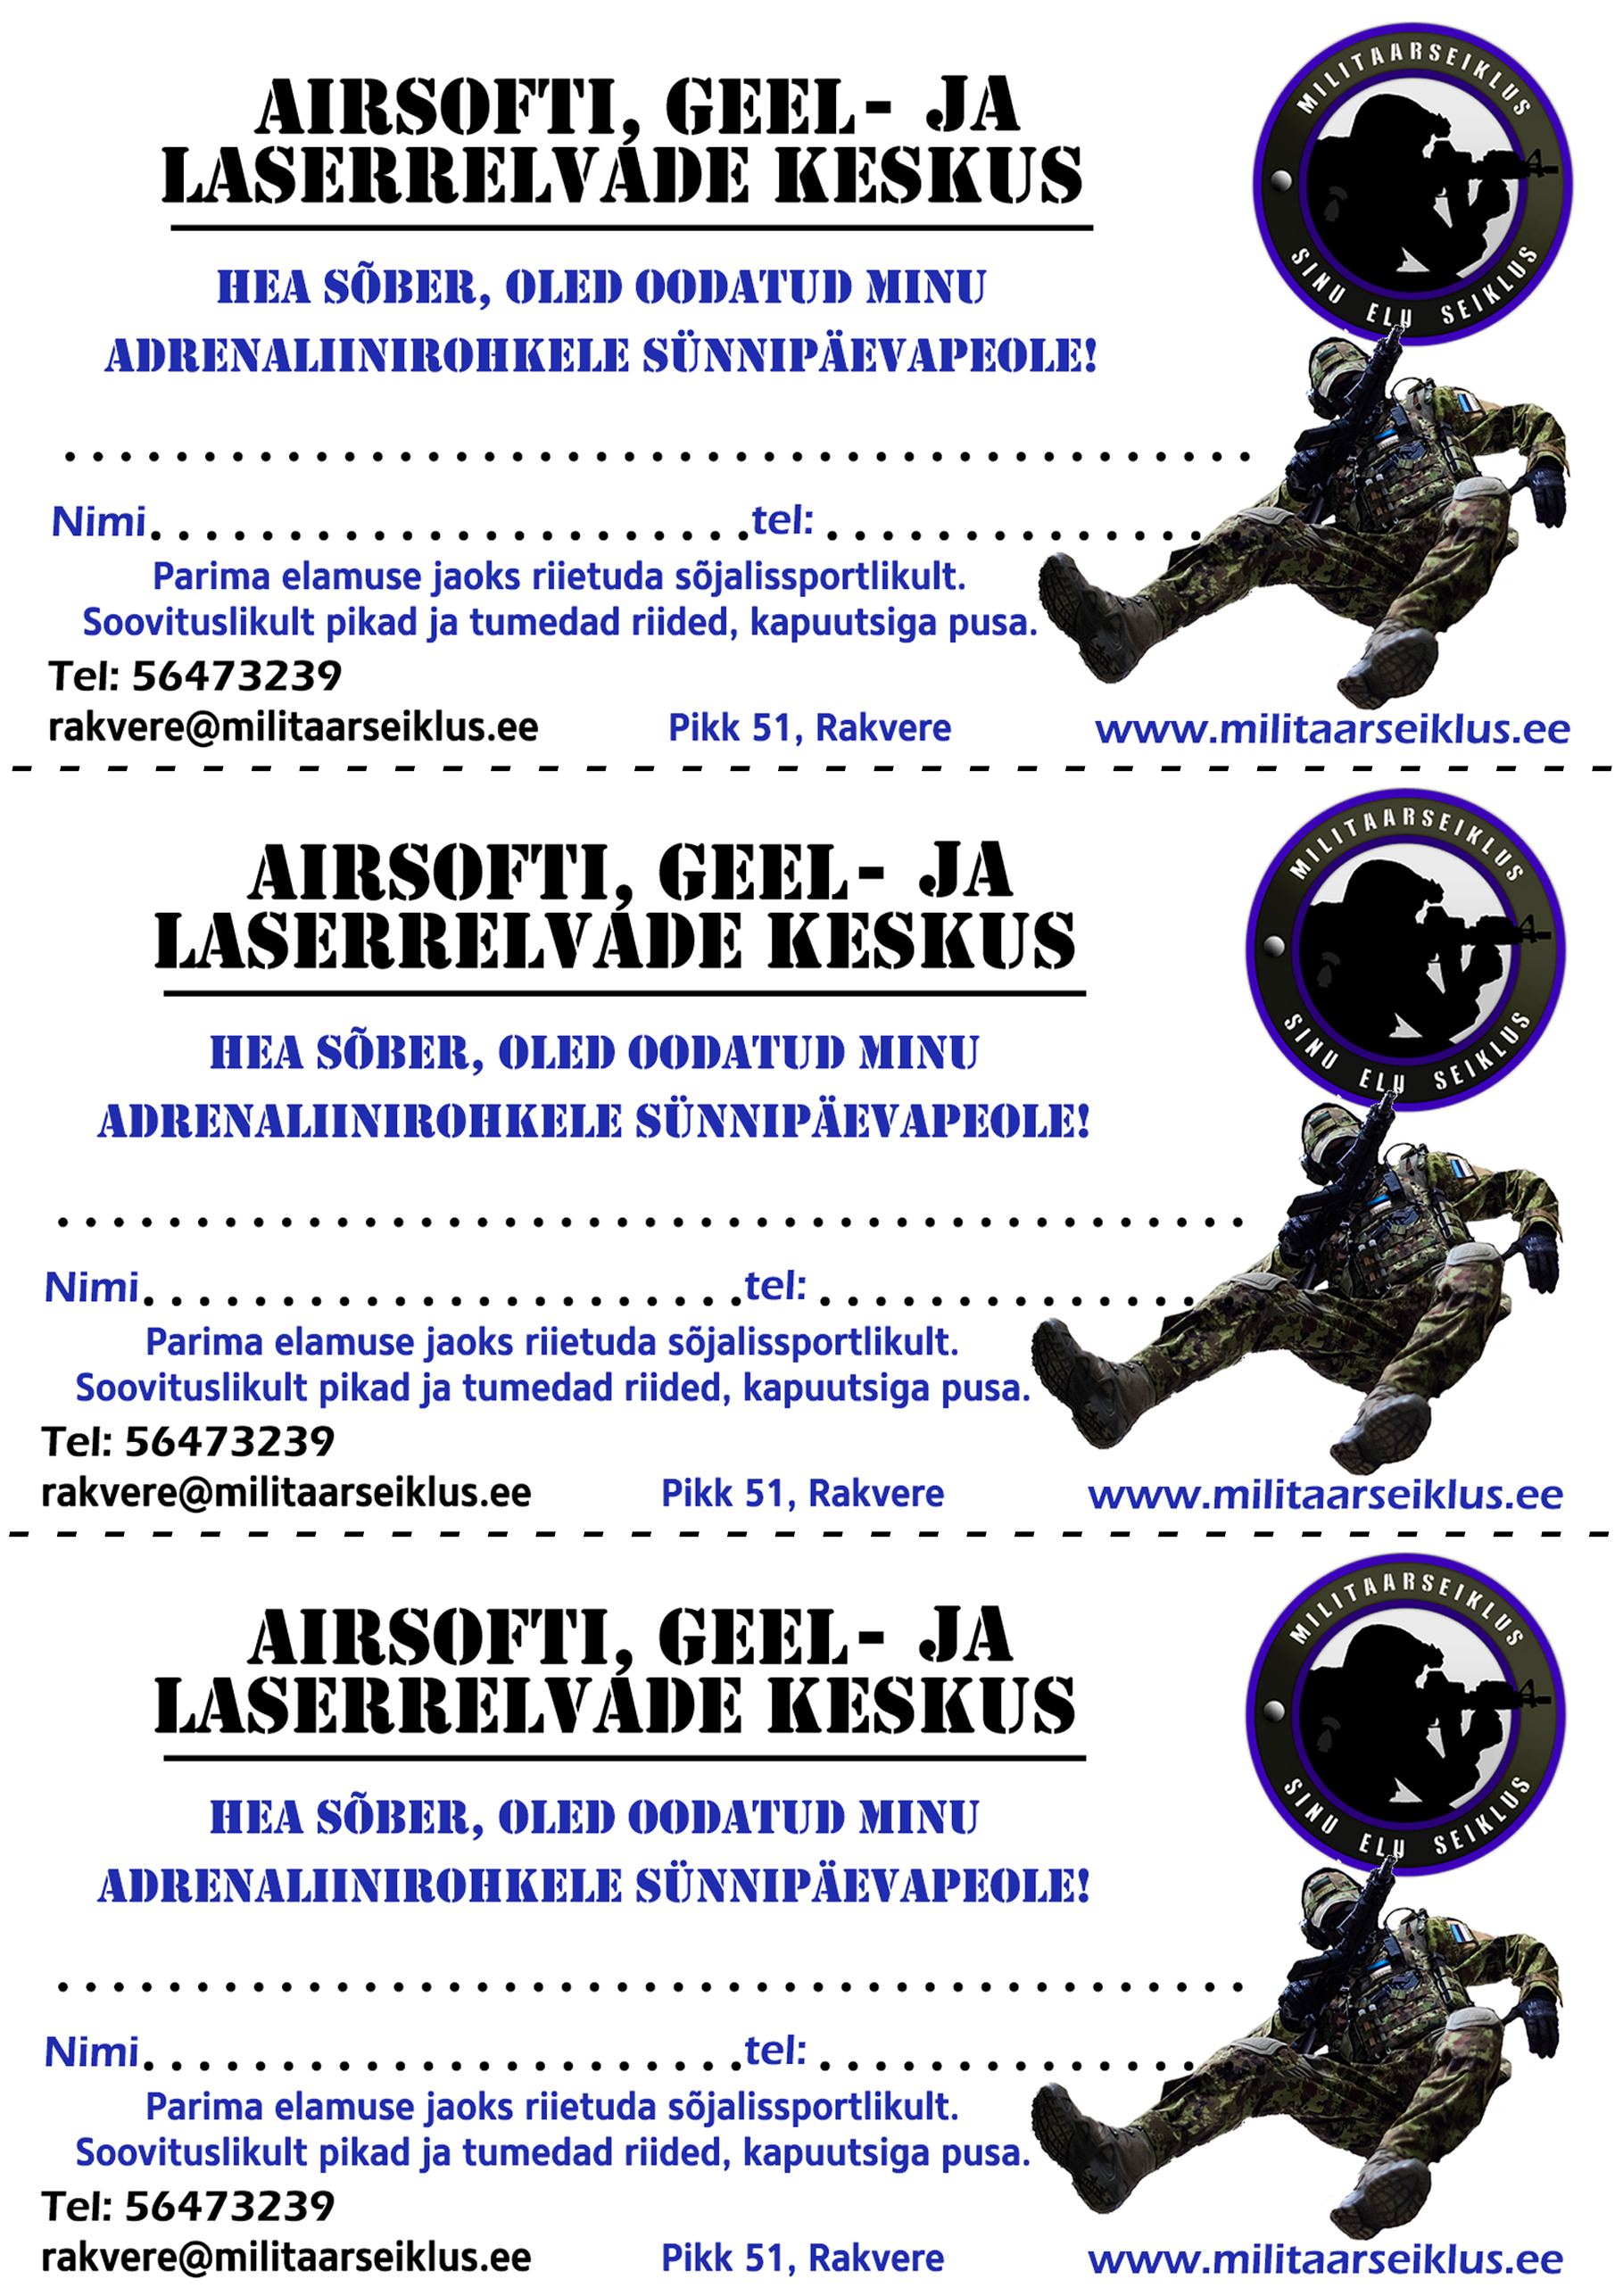 AIRSOFTI, GEEL- JA
LASERRELVADE KESKUS
MILITAARSEIKLUS
SINU ELU SEIKLUS
HEA SÕBER, OLED OODATUD MINU
ADRENALIINIROHKELE SÜNNIPÄEVAPEOLE!
Nimi.......................tel: ...............
Parima elamuse jaoks riietuda sõjalissportlikult.
Soovituslikult pikad ja tumedad riided, kapuutsiga pusa.
Tel: 56473239
rakvere@militaarseiklus.ee Pikk 51, Rakvere www.militaarseiklus.ee
AIRSOFTI, GEEL- JA
LASERRELVADE KESKUS
MILITAARSEIKLUS
SINU ELU SEIKLUS
HEA SÕBER, OLED OODATUD MINU
ADRENALIINIROHKELE SÜNNIPÄEVAPEOLE!
Nimi.......................tel: ...............
Parima elamuse jaoks riietuda sõjalissportlikult.
Soovituslikult pikad ja tumedad riided, kapuutsiga pusa.
Tel: 56473239
rakvere@militaarseiklus.ee Pikk 51, Rakvere www.militaarseiklus.ee
AIRSOFTI, GEEL- JA
LASERRELVADE KESKUS
MILITAARSEIKLUS
SINU ELU SEIKLUS
HEA SÕBER, OLED OODATUD MINU
ADRENALIINIROHKELE SÜNNIPÄEVAPEOLE!
Nimi.......................tel: ...............
Parima elamuse jaoks riietuda sõjalissportlikult.
Soovituslikult pikad ja tumedad riided, kapuutsiga pusa.
Tel: 56473239
rakvere@militaarseiklus.ee Pikk 51, Rakvere www.militaarseiklus.ee